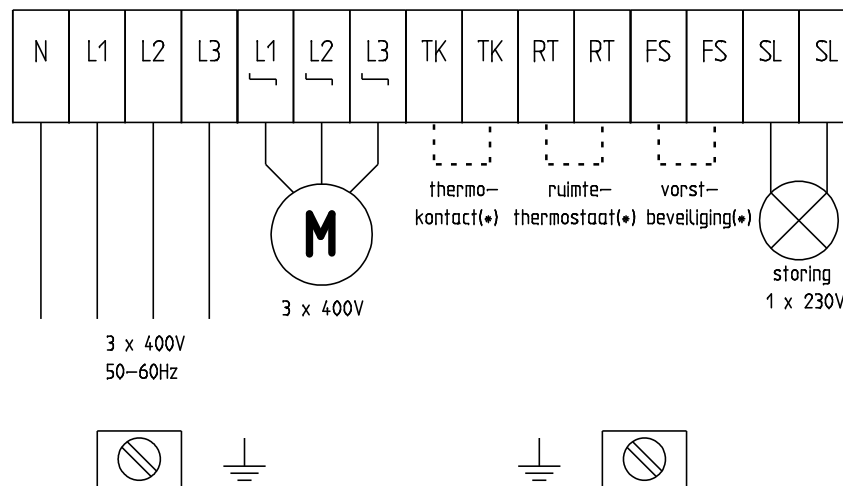 N L1 L2 L3 L1 L2 L3 TK TK RT RT FS FS SL SL
thermo-
kontact(*)
ruimte-
thermostaat(*)
vorst-
beveiliging(*)
M
storing
1 x 230V
3 x 400V
3 x 400V
50-60Hz